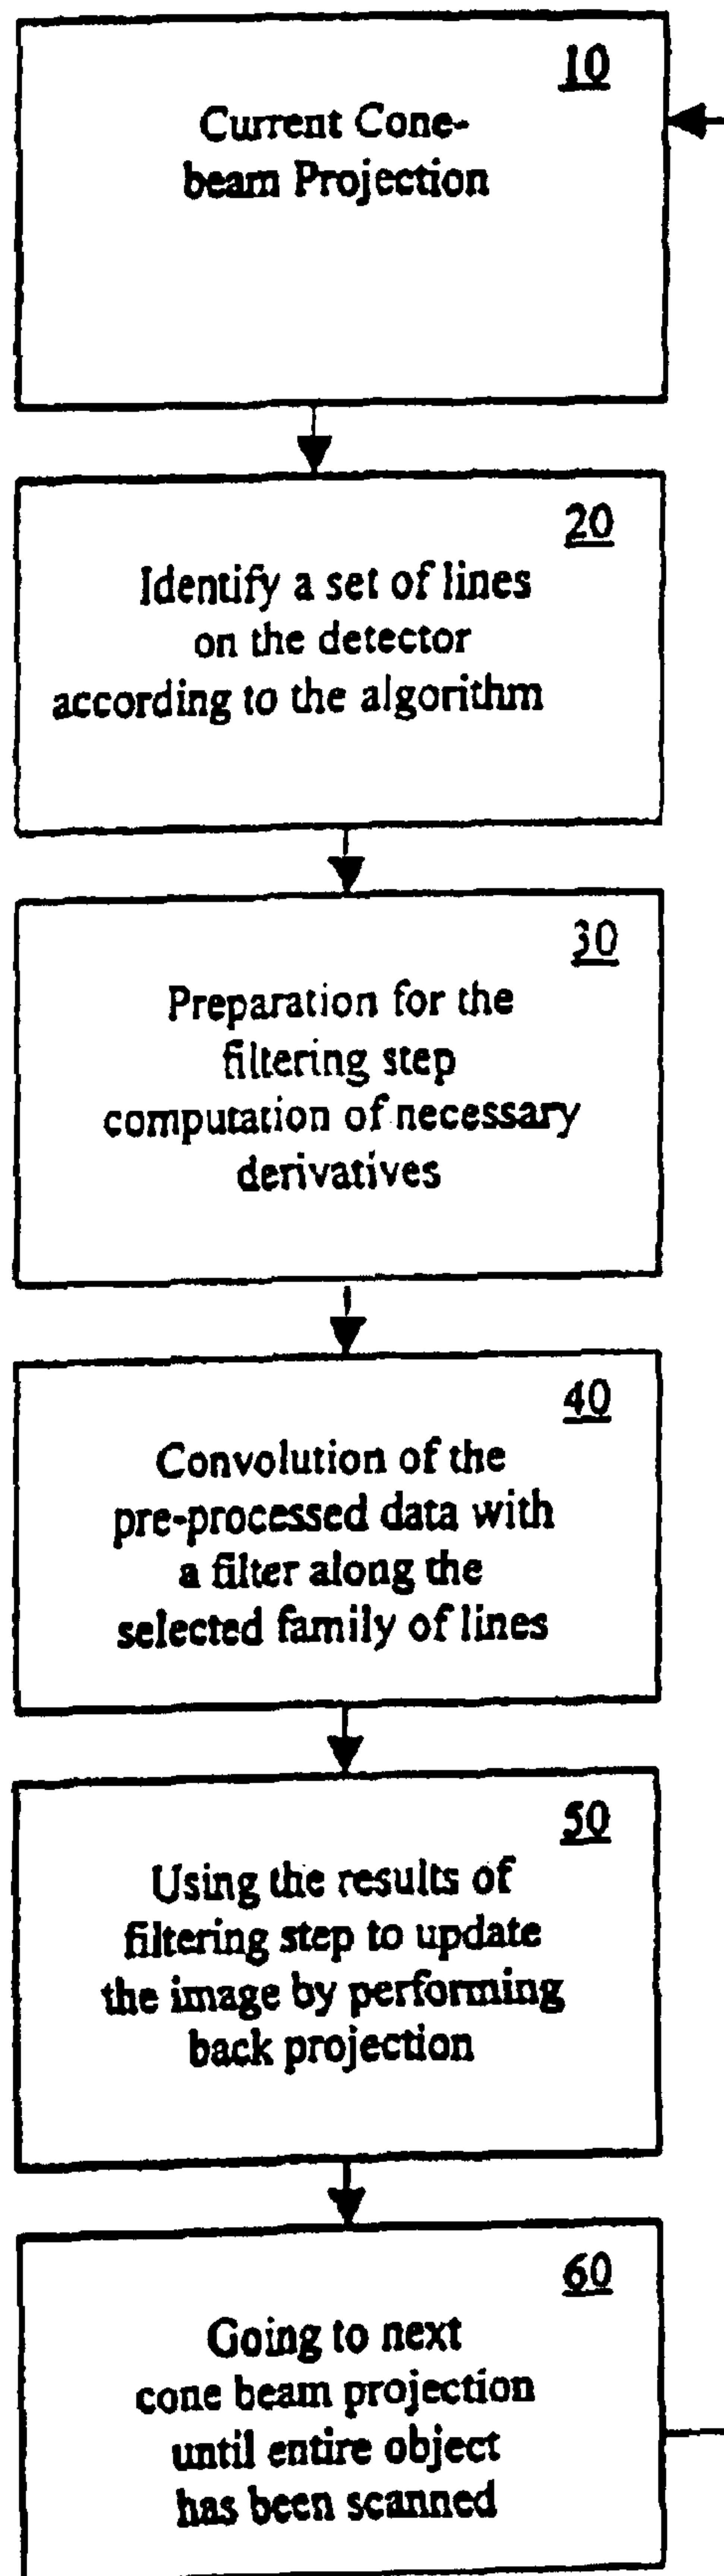 10
Current Cone-
beam Projection
20
Identify a set of lines
on the detector
according to the algorithm
30
Preparation for the
filtering step
computation of necessary
derivatives
40
Convolution of the
pre-processed data with
a filter along the
selected family of lines
50
Using the results of
filtering step to update
the image by performing
back projection
60
Going to next
cone beam projection
until entire object
has been scanned